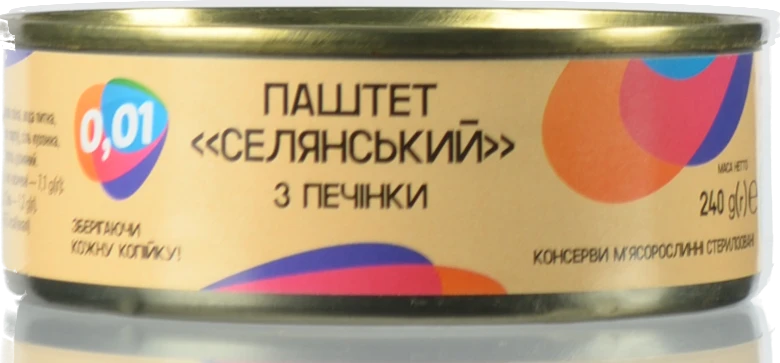 0,01
ЗБЕРІГАЮЧИ
КОЖНУ КОПІЙКУ!
ПАШТЕТ
«СЕЛЯНСЬКИЙ»
З ПЕЧІНКИ
МАСА НЕТТО
240 g(г) ℮
КОНСЕРВИ М'ЯСОРОСЛИННІ СТЕРИЛІЗОВАНІ